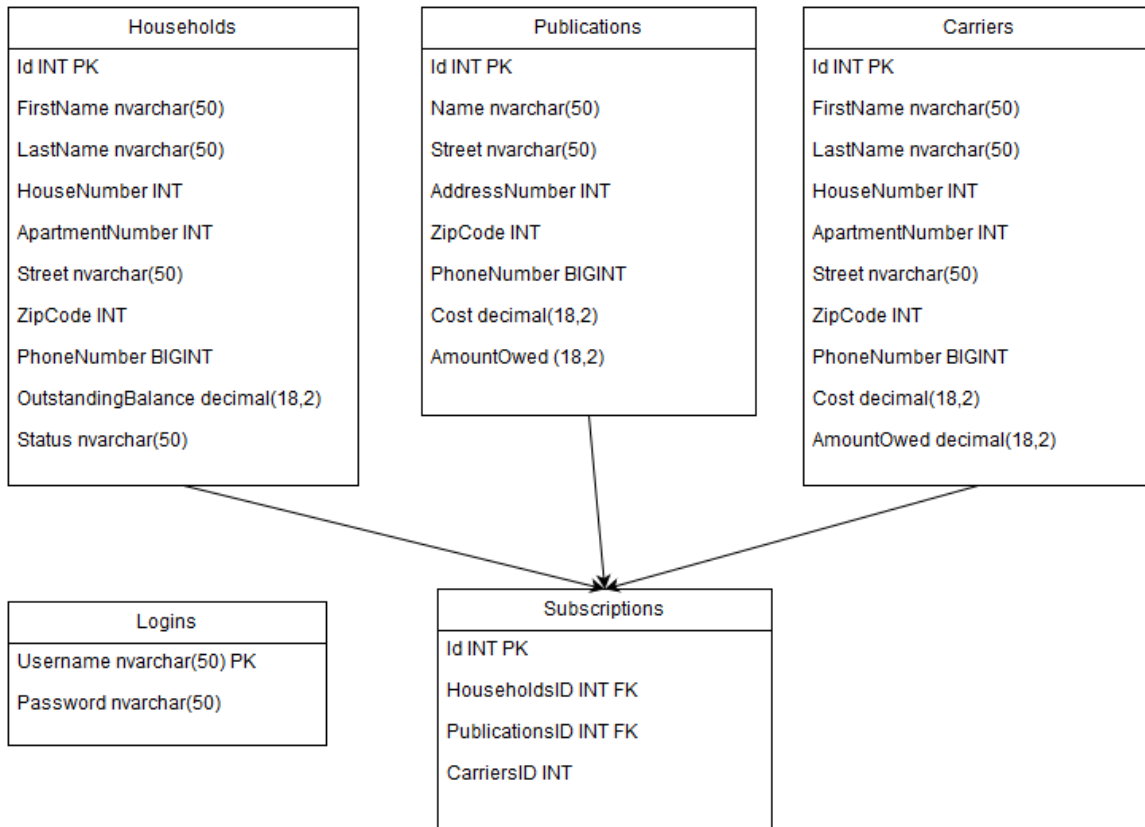 Households
Id INT PK
FirstName nvarchar(50)
LastName nvarchar(50)
HouseNumber INT
ApartmentNumber INT
Street nvarchar(50)
ZipCode INT
PhoneNumber BIGINT
OutstandingBalance decimal(18,2)
Status nvarchar(50)
Publications
Id INT PK
Name nvarchar(50)
Street nvarchar(50)
AddressNumber INT
ZipCode INT
PhoneNumber BIGINT
Cost decimal(18,2)
AmountOwed (18,2)
Carriers
Id INT PK
FirstName nvarchar(50)
LastName nvarchar(50)
HouseNumber INT
ApartmentNumber INT
Street nvarchar(50)
ZipCode INT
PhoneNumber BIGINT
Cost decimal(18,2)
AmountOwed decimal(18,2)
Logins
Username nvarchar(50) PK
Password nvarchar(50)
Subscriptions
Id INT PK
HouseholdsID INT FK
PublicationsID INT FK
CarriersID INT